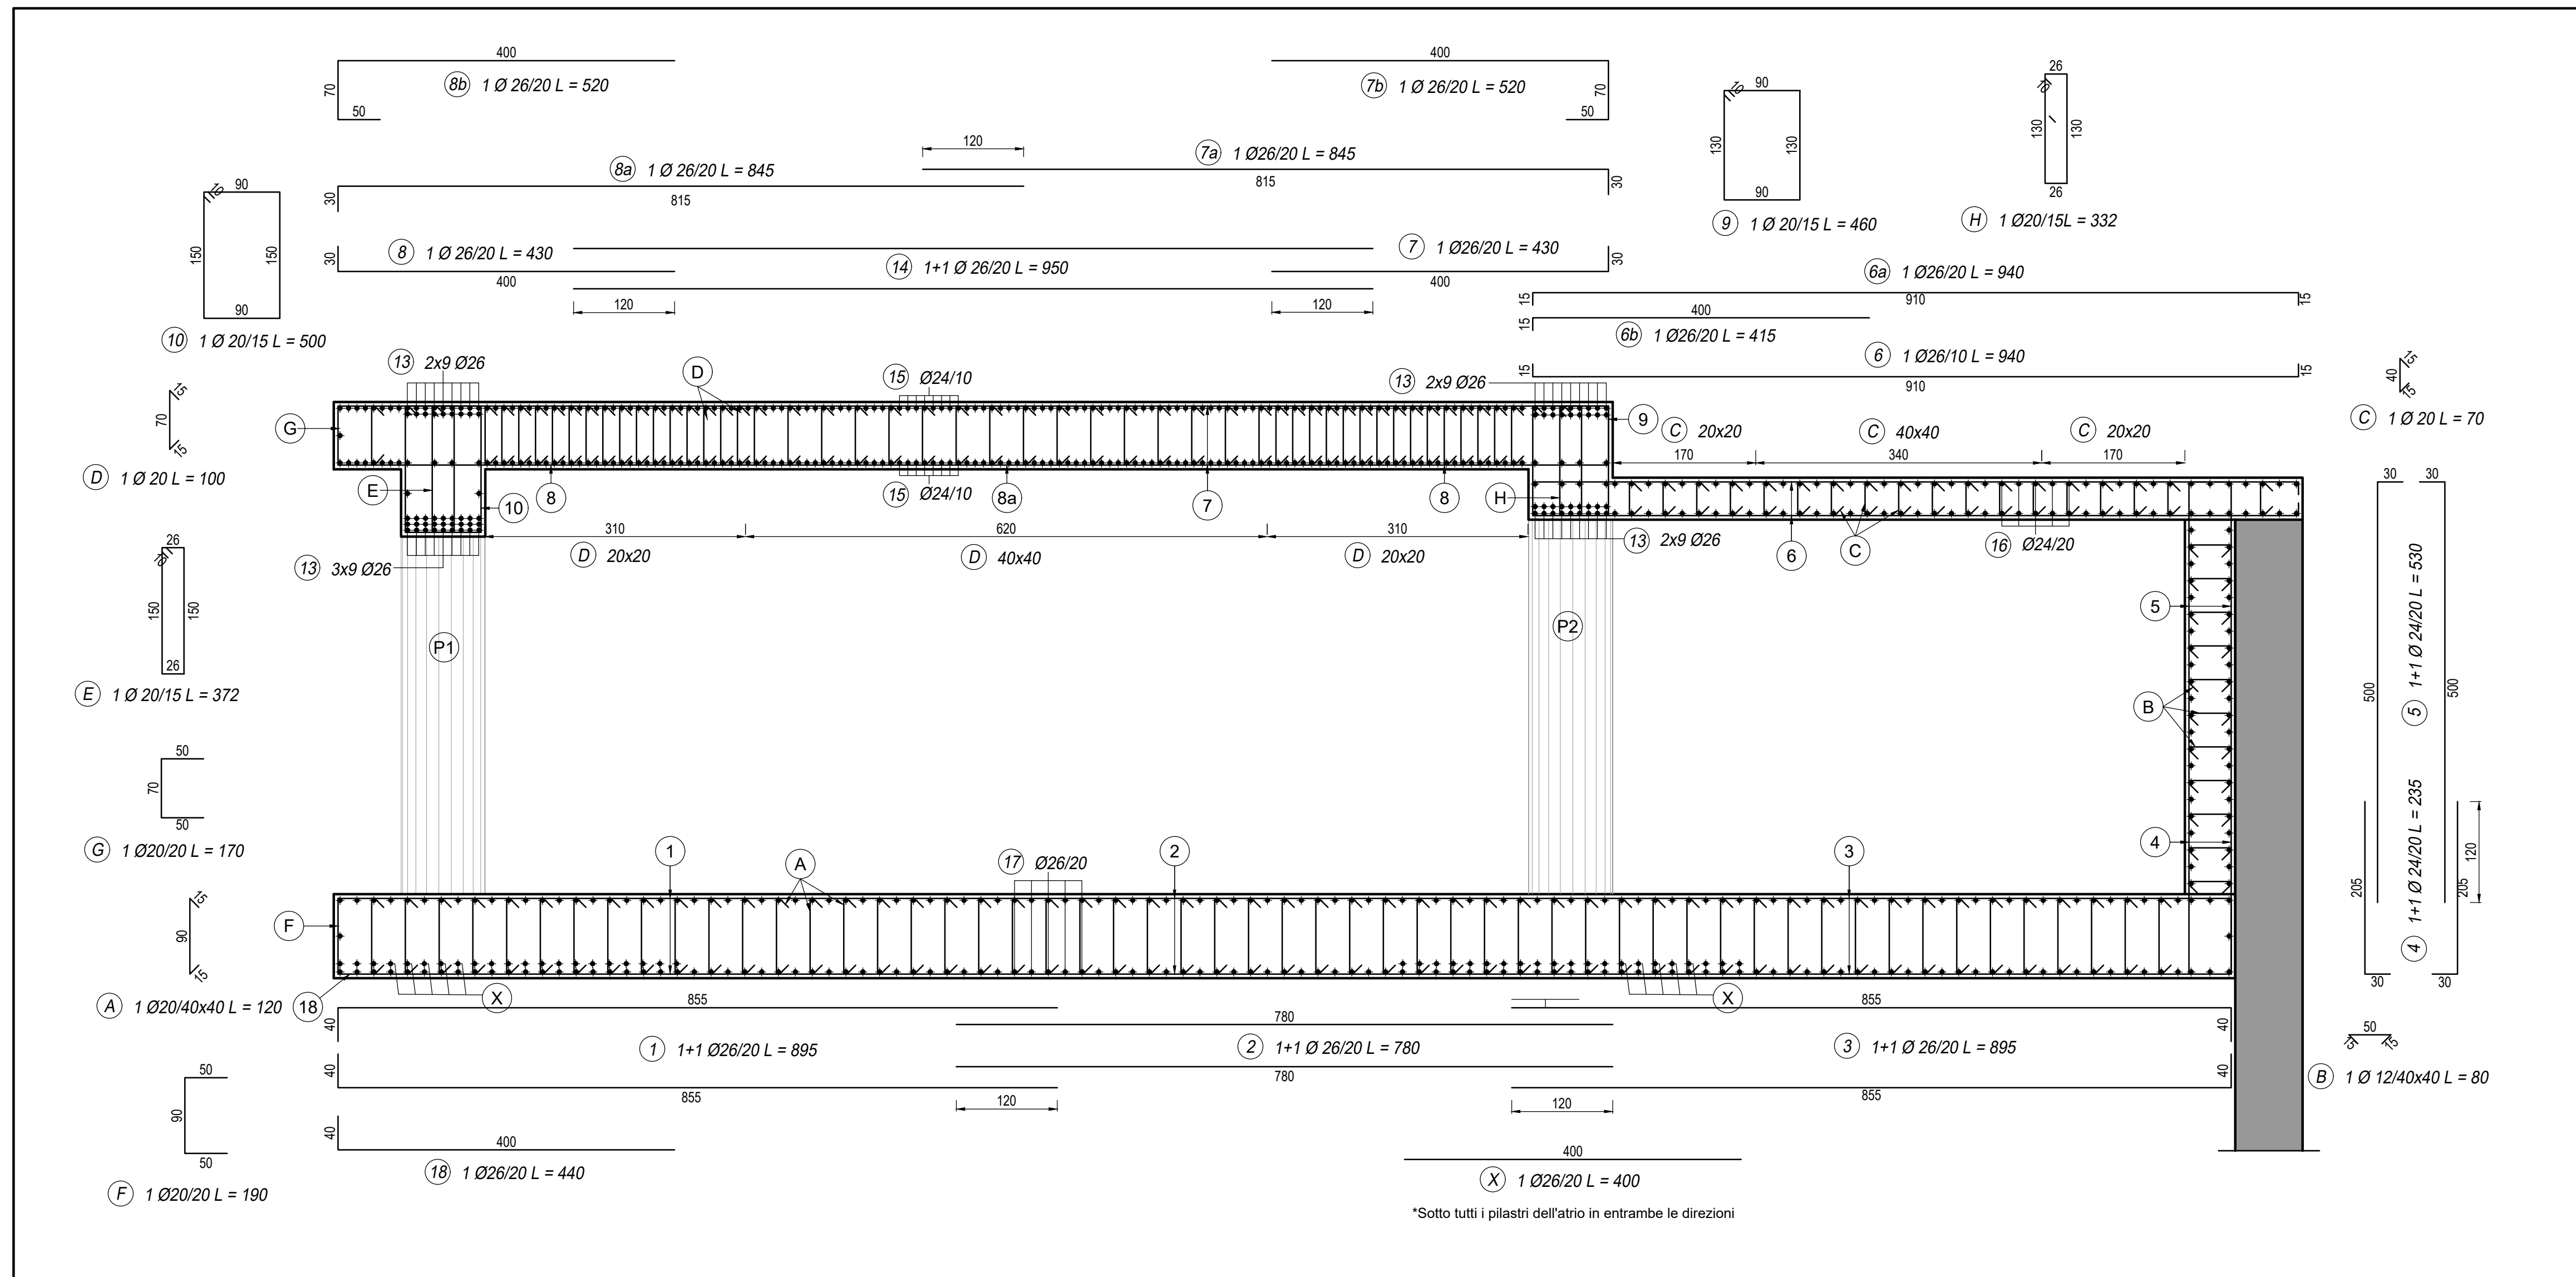 400
70
50
8b 1 Ø 26/20 L = 520
400
70
50
7b 1 Ø 26/20 L = 520
90
110
130
130
90
9 1 Ø 20/15 L = 460
26
10
130
130
26
H 1 Ø20/15L = 332
120
8a 1 Ø 26/20 L = 845
30
815
7a 1 Ø26/20 L = 845
815
30
90
110
150
150
90
10 1 Ø 20/15 L = 500
8 1 Ø 26/20 L = 430
30
400
14 1+1 Ø 26/20 L = 950
120
120
7 1 Ø26/20 L = 430
30
400
6a 1 Ø26/20 L = 940
15
910
15
400
15
6b 1 Ø26/20 L = 415
6 1 Ø26/10 L = 940
15
910
15
13 2x9 Ø26
D
15 Ø24/10
13 2x9 Ø26
15
70
15
D 1 Ø 20 L = 100
15
40
15
C 1 Ø 20 L = 70
G
9
C 20x20
C 40x40
C 20x20
170
340
170
E
10
8
15 Ø24/10
8a
7
8
H
310
620
310
D 20x20
D 40x40
D 20x20
13 3x9 Ø26
13 2x9 Ø26
6
C
16 Ø24/20
26
10
150
150
26
E 1 Ø 20/15 L = 372
P1
P2
5
B
4
30
30
500
500
5 1+1 Ø 24/20 L = 530
205
205
120
4 1+1 Ø 24/20 L = 235
30
30
50
70
50
G 1 Ø20/20 L = 170
1
A
17 Ø26/20
2
3
F
15
90
15
A 1 Ø20/40x40 L = 120
18
X
X
855
40
780
855
40
1 1+1 Ø26/20 L = 895
2 1+1 Ø 26/20 L = 780
3 1+1 Ø 26/20 L = 895
40
855
780
855
40
120
120
50
15
15
B 1 Ø 12/40x40 L = 80
50
90
50
F 1 Ø20/20 L = 190
40
400
18 1 Ø26/20 L = 440
400
X 1 Ø26/20 L = 400
*Sotto tutti i pilastri dell'atrio in entrambe le direzioni